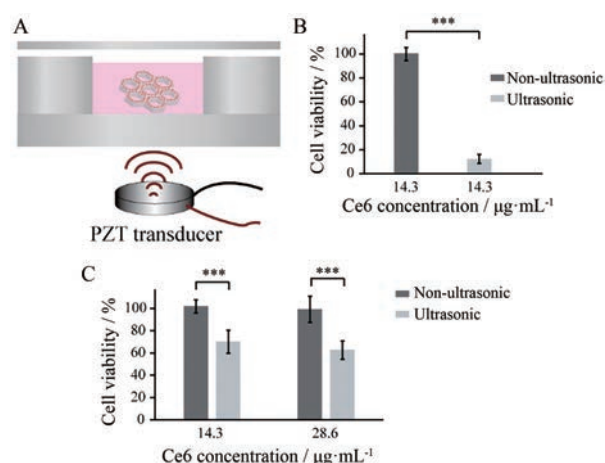 A
PZT transducer
B
***
Cell viability / %
100
80
60
40
20
0
14.3 14.3
Ce6 concentration / μg·mL⁻¹
Non-ultrasonic
Ultrasonic
C
*** ***
Cell viability / %
100
80
60
40
20
0
14.3 28.6
Ce6 concentration / μg·mL⁻¹
Non-ultrasonic
Ultrasonic